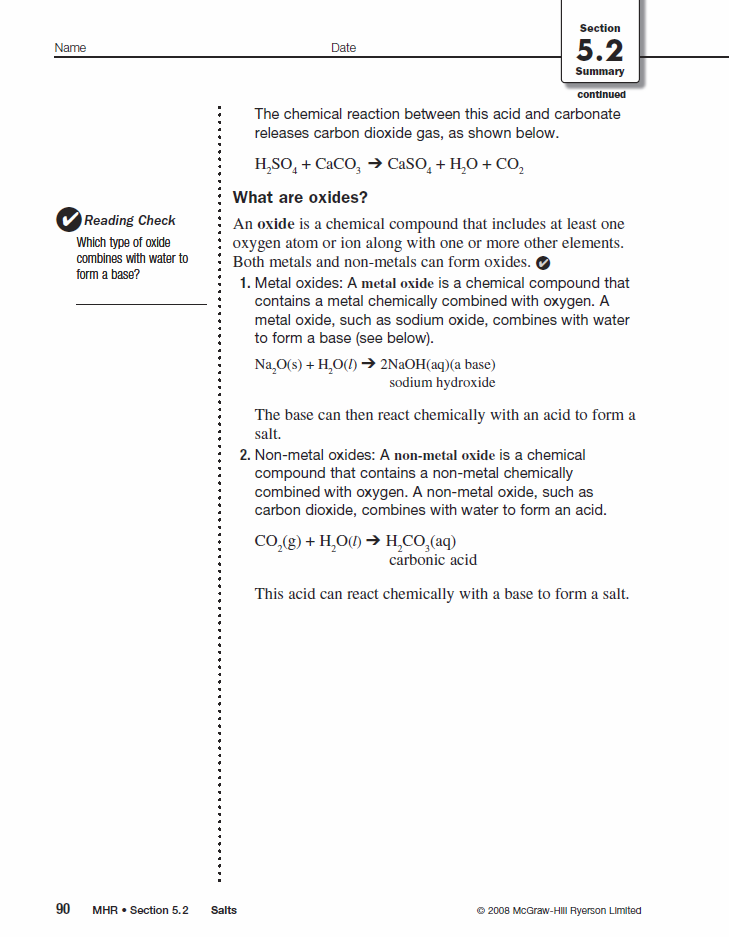 Name Date
Section
5.2
Summary
continued
The chemical reaction between this acid and carbonate
releases carbon dioxide gas, as shown below.
H₂SO₄ + CaCO₃ ➔ CaSO₄ + H₂O + CO₂
What are oxides?
An oxide is a chemical compound that includes at least one
oxygen atom or ion along with one or more other elements.
Both metals and non-metals can form oxides. ✔
✔ Reading Check
Which type of oxide
combines with water to
form a base?
1. Metal oxides: A metal oxide is a chemical compound that
contains a metal chemically combined with oxygen. A
metal oxide, such as sodium oxide, combines with water
to form a base (see below).
Na₂O(s) + H₂O(l) ➔ 2NaOH(aq)(a base)
sodium hydroxide
The base can then react chemically with an acid to form a
salt.
2. Non-metal oxides: A non-metal oxide is a chemical
compound that contains a non-metal chemically
combined with oxygen. A non-metal oxide, such as
carbon dioxide, combines with water to form an acid.
CO₂(g) + H₂O(l) ➔ H₂CO₃(aq)
carbonic acid
This acid can react chemically with a base to form a salt.
90 MHR • Section 5.2 Salts © 2008 McGraw-Hill Ryerson Limited